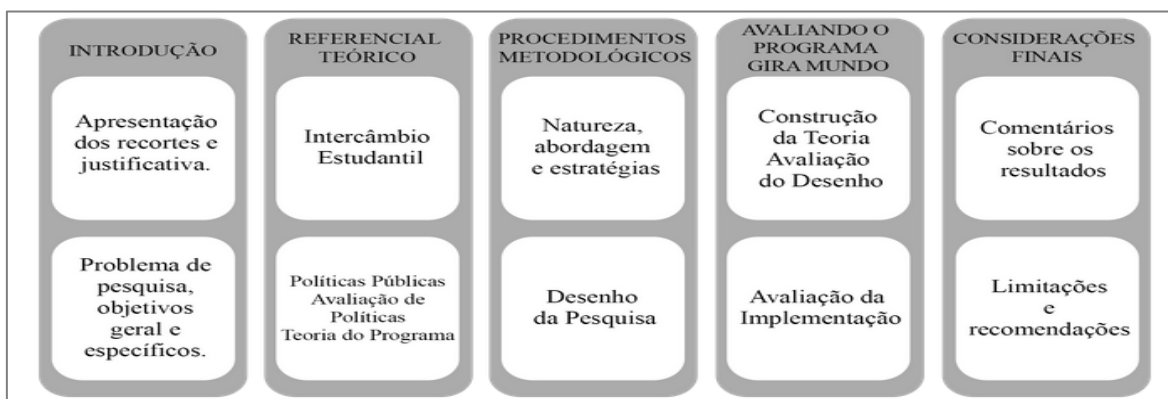 INTRODUÇÃO
Apresentação
dos recortes e
justificativa.
Problema de
pesquisa,
objetivos
geral e
específicos.
REFERENCIAL
TEÓRICO
Intercâmbio
Estudantil
Políticas Públicas
Avaliação de
Políticas
Teoria do Programa
PROCEDIMENTOS
METODOLÓGICOS
Natureza,
abordagem
e estratégias
Desenho
da Pesquisa
AVALIANDO O
PROGRAMA
GIRA MUNDO
Construção
da Teoria
Avaliação
do Desenho
Avaliação da
Implementação
CONSIDERAÇÕES
FINAIS
Comentários
sobre os
resultados
Limitações
e
recomendações